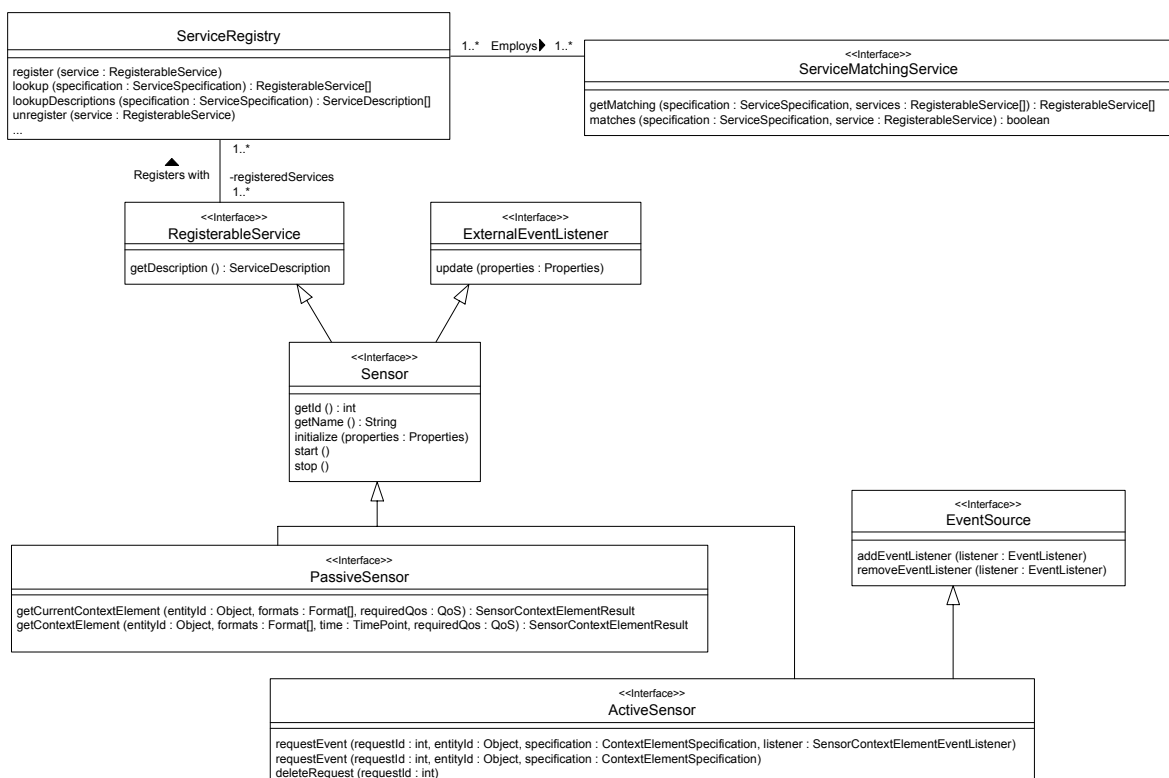 ServiceRegistry
register (service : RegisterableService)
lookup (specification : ServiceSpecification) : RegisterableService[]
lookupDescriptions (specification : ServiceSpecification) : ServiceDescription[]
unregister (service : RegisterableService)
...
1..* Employs 1..*
<<Interface>>
ServiceMatchingService
getMatching (specification : ServiceSpecification, services : RegisterableService[]) : RegisterableService[]
matches (specification : ServiceSpecification, service : RegisterableService) : boolean
1..*
Registers with
-registeredServices
1..*
<<Interface>>
RegisterableService
getDescription () : ServiceDescription
<<Interface>>
ExternalEventListener
update (properties : Properties)
<<Interface>>
Sensor
getId () : int
getName () : String
initialize (properties : Properties)
start ()
stop ()
<<Interface>>
EventSource
addEventListener (listener : EventListener)
removeEventListener (listener : EventListener)
<<Interface>>
PassiveSensor
getCurrentContextElement (entityId : Object, formats : Format[], requiredQos : QoS) : SensorContextElementResult
getContextElement (entityId : Object, formats : Format[], time : TimePoint, requiredQos : QoS) : SensorContextElementResult
<<Interface>>
ActiveSensor
requestEvent (requestId : int, entityId : Object, specification : ContextElementSpecification, listener : SensorContextElementEventListener)
requestEvent (requestId : int, entityId : Object, specification : ContextElementSpecification)
deleteRequest (requestId : int)